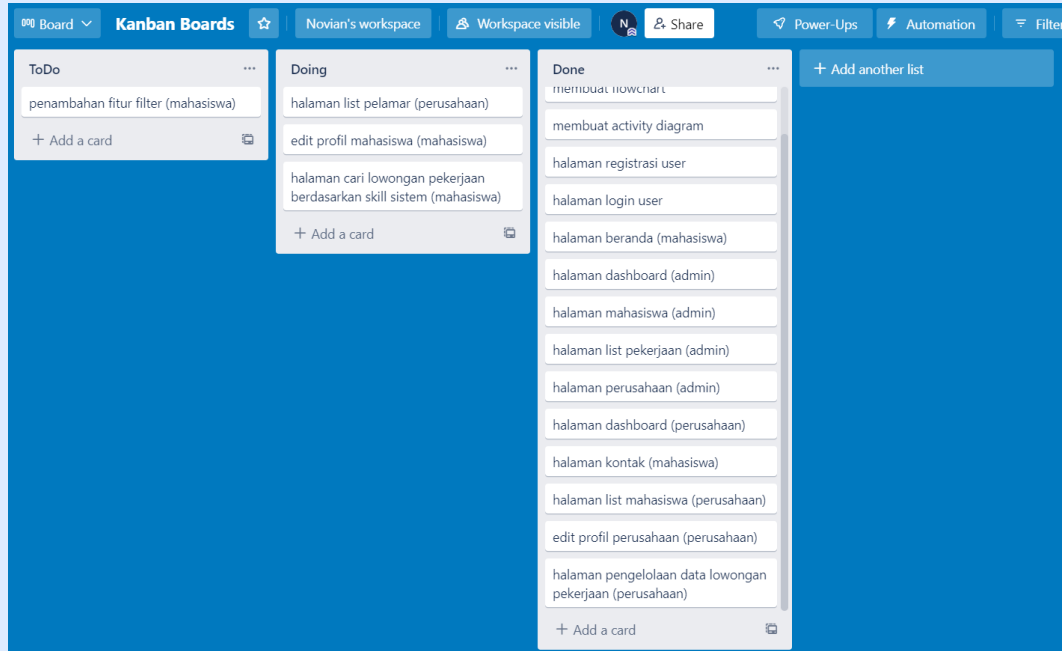 Board
Kanban Boards
Novian's workspace
Workspace visible
N
Share
Power-Ups
Automation
Filter
ToDo
penambahan fitur filter (mahasiswa)
+ Add a card
Doing
halaman list pelamar (perusahaan)
edit profil mahasiswa (mahasiswa)
halaman cari lowongan pekerjaan
berdasarkan skill sistem (mahasiswa)
+ Add a card
Done
membuat flowchart
membuat activity diagram
halaman registrasi user
halaman login user
halaman beranda (mahasiswa)
halaman dashboard (admin)
halaman mahasiswa (admin)
halaman list pekerjaan (admin)
halaman perusahaan (admin)
halaman dashboard (perusahaan)
halaman kontak (mahasiswa)
halaman list mahasiswa (perusahaan)
edit profil perusahaan (perusahaan)
halaman pengelolaan data lowongan
pekerjaan (perusahaan)
+ Add a card
+ Add another list